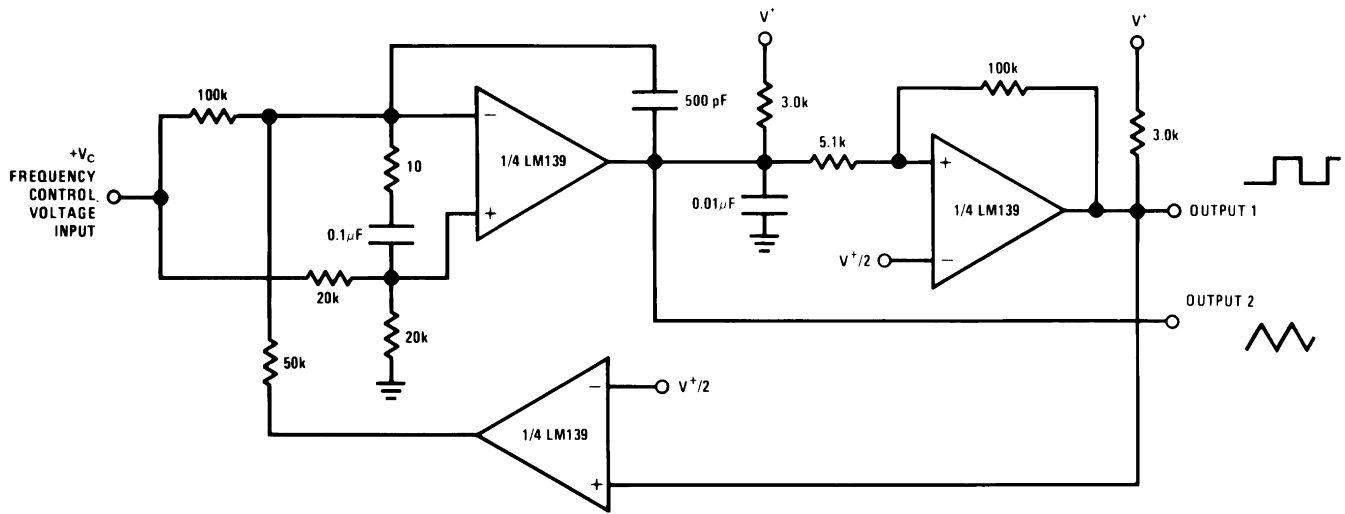 V+
V+
100k
500 pF
3.0k
100k
3.0k
5.1k
+VC
FREQUENCY
CONTROL.
VOLTAGE
INPUT
−
1/4 LM139
+
10
0.1μF
20k
20k
0.01μF
+
1/4 LM139
−
V+/2
OUTPUT 1
OUTPUT 2
50k
−
V+/2
1/4 LM139
+